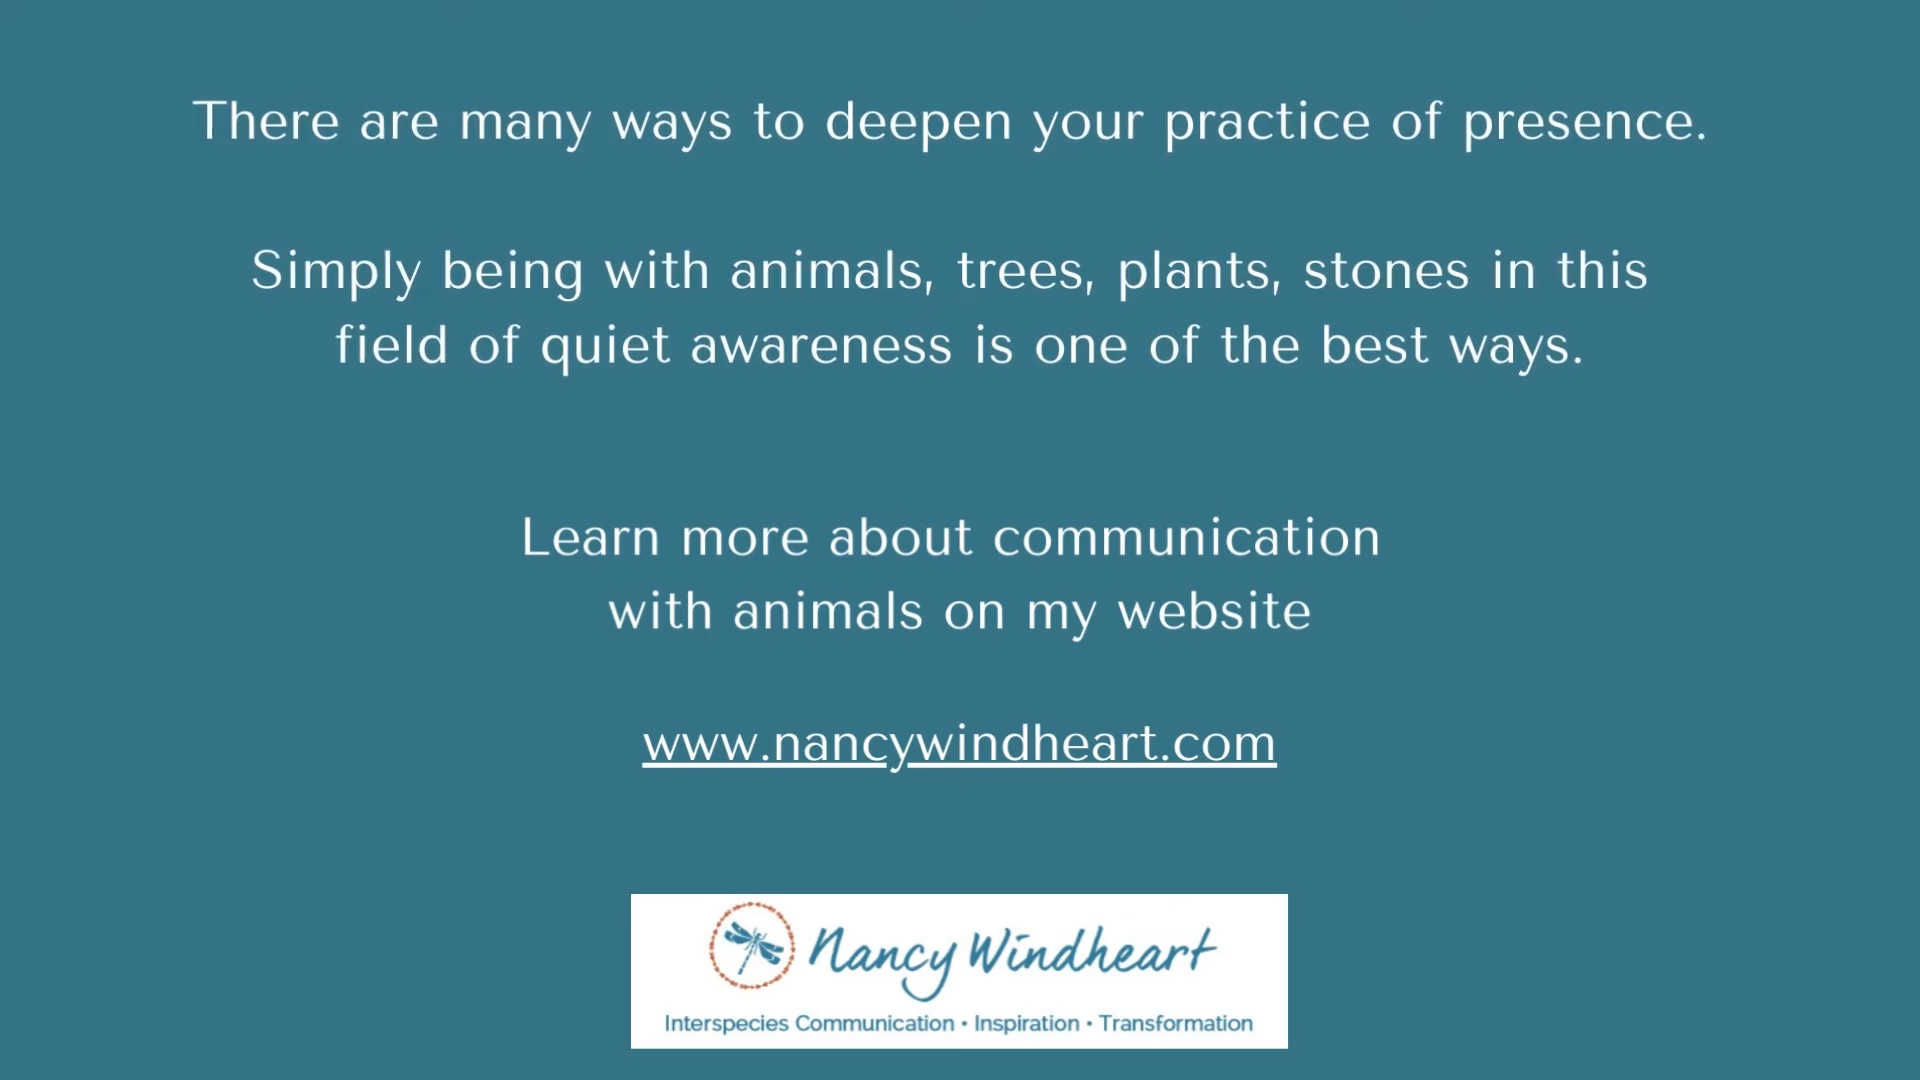 There are many ways to deepen your practice of presence.
Simply being with animals, trees, plants, stones in this
field of quiet awareness is one of the best ways.
Learn more about communication
with animals on my website
www.nancywindheart.com
Nancy Windheart
Interspecies Communication • Inspiration • Transformation